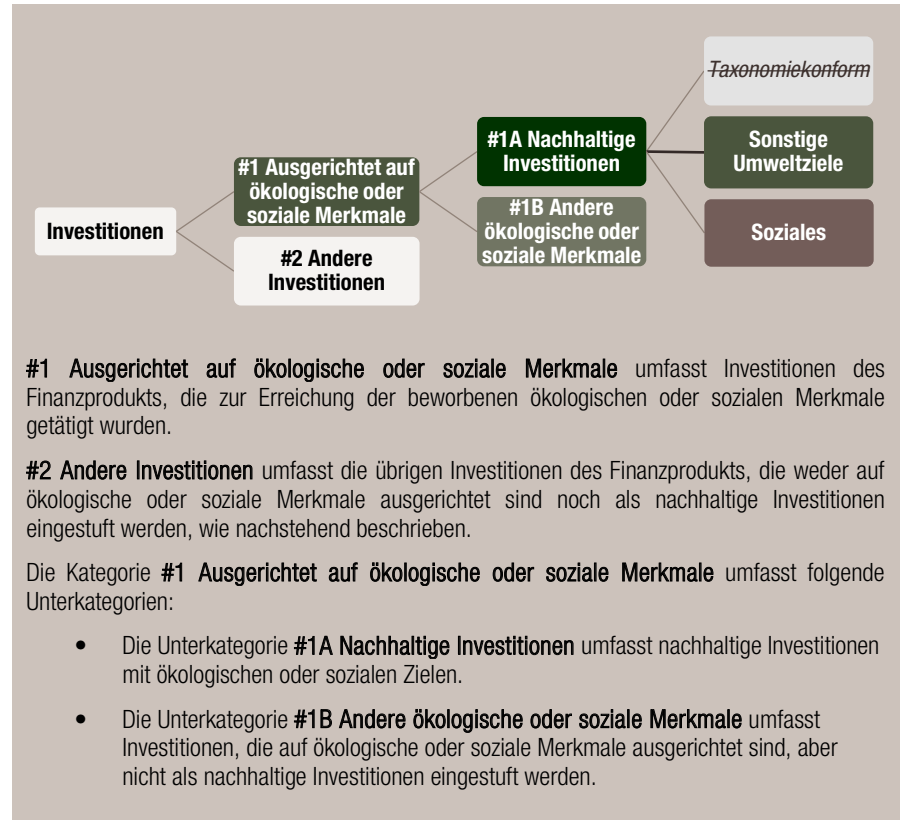 Taxonomiekonform
#1A Nachhaltige
Investitionen
Sonstige
Umweltziele
#1 Ausgerichtet auf
ökologische oder
soziale Merkmale
#1B Andere
ökologische oder
soziale Merkmale
Soziales
Investitionen
#2 Andere
Investitionen
#1 Ausgerichtet auf ökologische oder soziale Merkmale umfasst Investitionen des
Finanzprodukts, die zur Erreichung der beworbenen ökologischen oder sozialen Merkmale
getätigt wurden.
#2 Andere Investitionen umfasst die übrigen Investitionen des Finanzprodukts, die weder auf
ökologische oder soziale Merkmale ausgerichtet sind noch als nachhaltige Investitionen
eingestuft werden, wie nachstehend beschrieben.
Die Kategorie #1 Ausgerichtet auf ökologische oder soziale Merkmale umfasst folgende
Unterkategorien:
• Die Unterkategorie #1A Nachhaltige Investitionen umfasst nachhaltige Investitionen
mit ökologischen oder sozialen Zielen.
• Die Unterkategorie #1B Andere ökologische oder soziale Merkmale umfasst
Investitionen, die auf ökologische oder soziale Merkmale ausgerichtet sind, aber
nicht als nachhaltige Investitionen eingestuft werden.